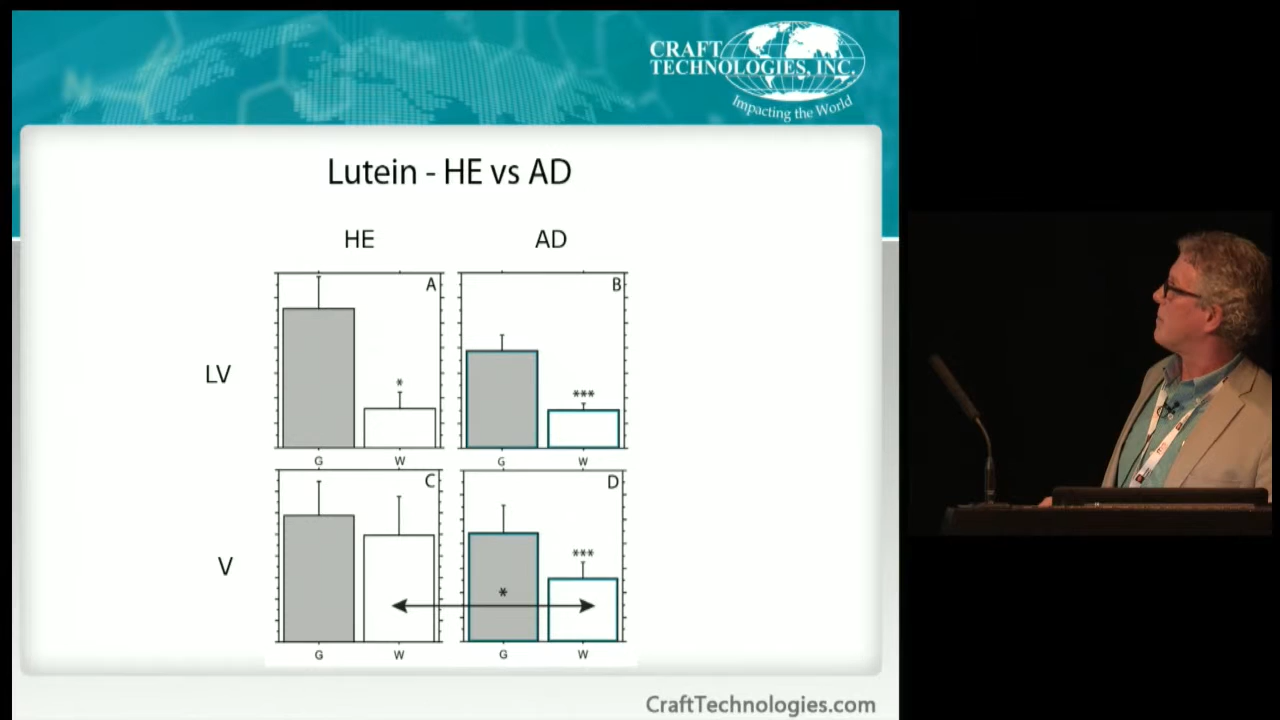 CRAFT
TECHNOLOGIES, INC.
Impacting the World
Lutein - HE vs AD
HE
AD
A
B
LV
*
***
G
W
G
W
C
D
V
***
*
G
W
G
W
CraftTechnologies.com